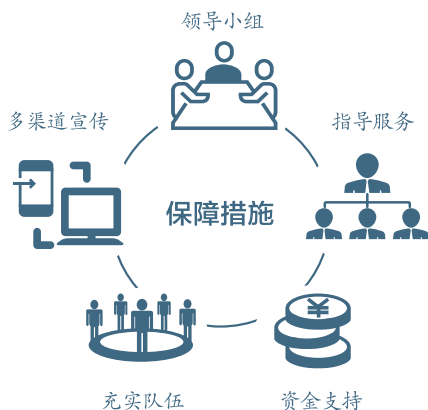 领导小组
多渠道宣传
指导服务
保障措施
¥
充实队伍
资金支持